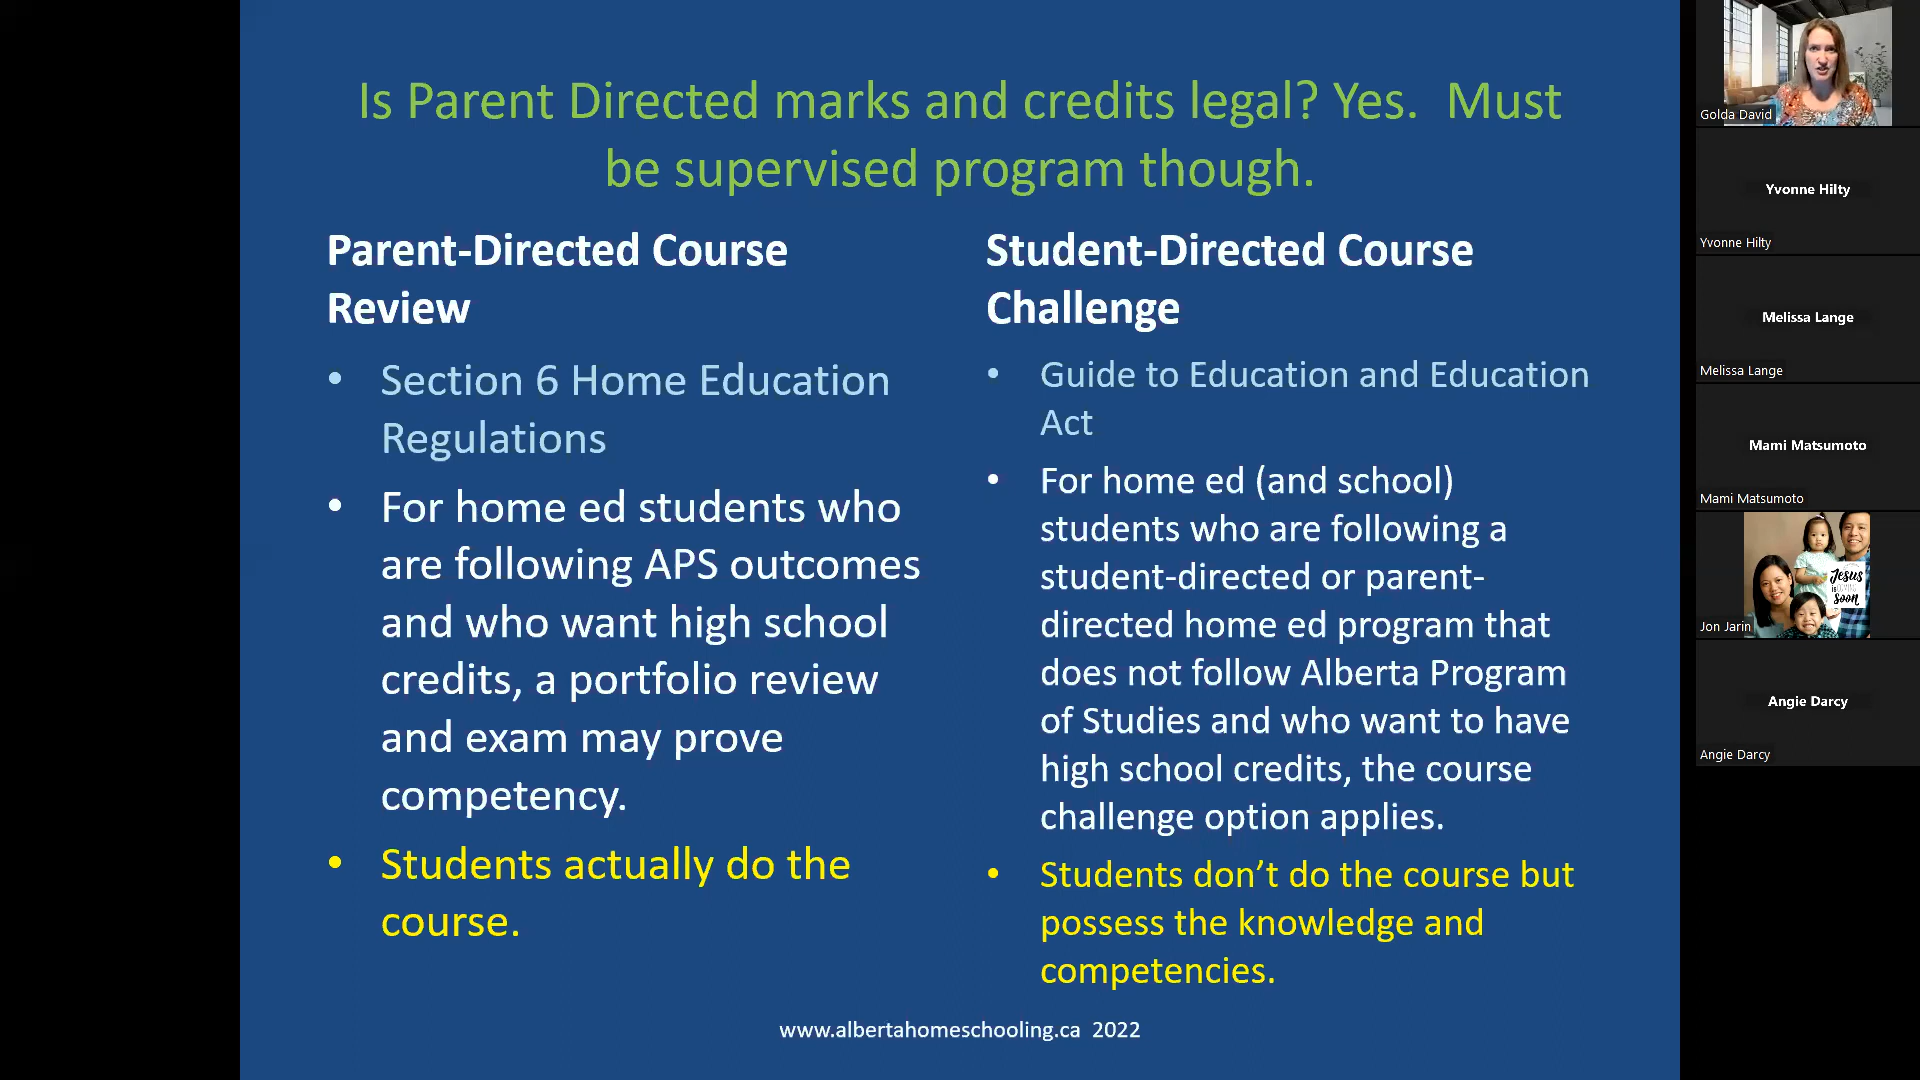 Is Parent Directed marks and credits legal? Yes.  Must
be supervised program though.
Parent-Directed Course
Review
• Section 6 Home Education
Regulations
• For home ed students who
are following APS outcomes
and who want high school
credits, a portfolio review
and exam may prove
competency.
• Students actually do the
course.
Student-Directed Course
Challenge
• Guide to Education and Education
Act
• For home ed (and school)
students who are following a
student-directed or parent-
directed home ed program that
does not follow Alberta Program
of Studies and who want to have
high school credits, the course
challenge option applies.
• Students don’t do the course but
possess the knowledge and
competencies.
www.albertahomeschooling.ca  2022
Golda David
Yvonne Hilty
Yvonne Hilty
Melissa Lange
Melissa Lange
Mami Matsumoto
Mami Matsumoto
Jesus
soon
Jon Jarin
Angie Darcy
Angie Darcy